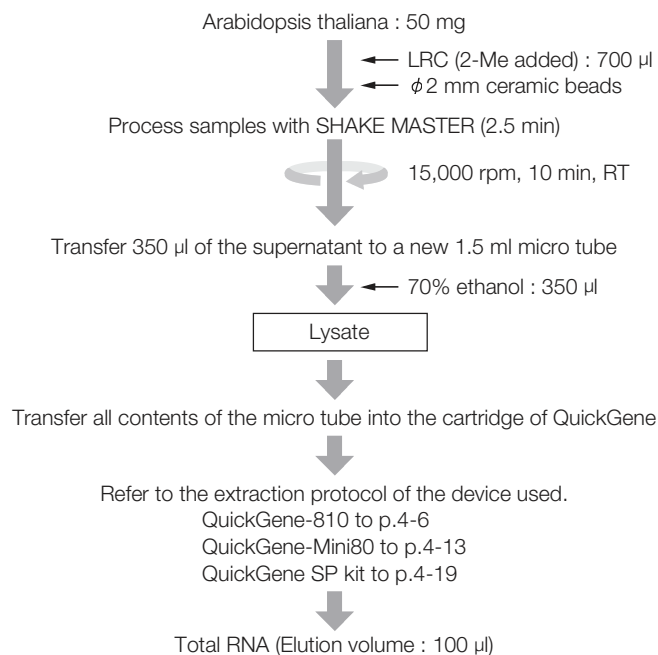 Arabidopsis thaliana : 50 mg
LRC (2-Me added) : 700 µl
ϕ2 mm ceramic beads
Process samples with SHAKE MASTER (2.5 min)
15,000 rpm, 10 min, RT
Transfer 350 µl of the supernatant to a new 1.5 ml micro tube
70% ethanol : 350 µl
Lysate
Transfer all contents of the micro tube into the cartridge of QuickGene
Refer to the extraction protocol of the device used.
QuickGene-810 to p.4-6
QuickGene-Mini80 to p.4-13
QuickGene SP kit to p.4-19
Total RNA (Elution volume : 100 µl)